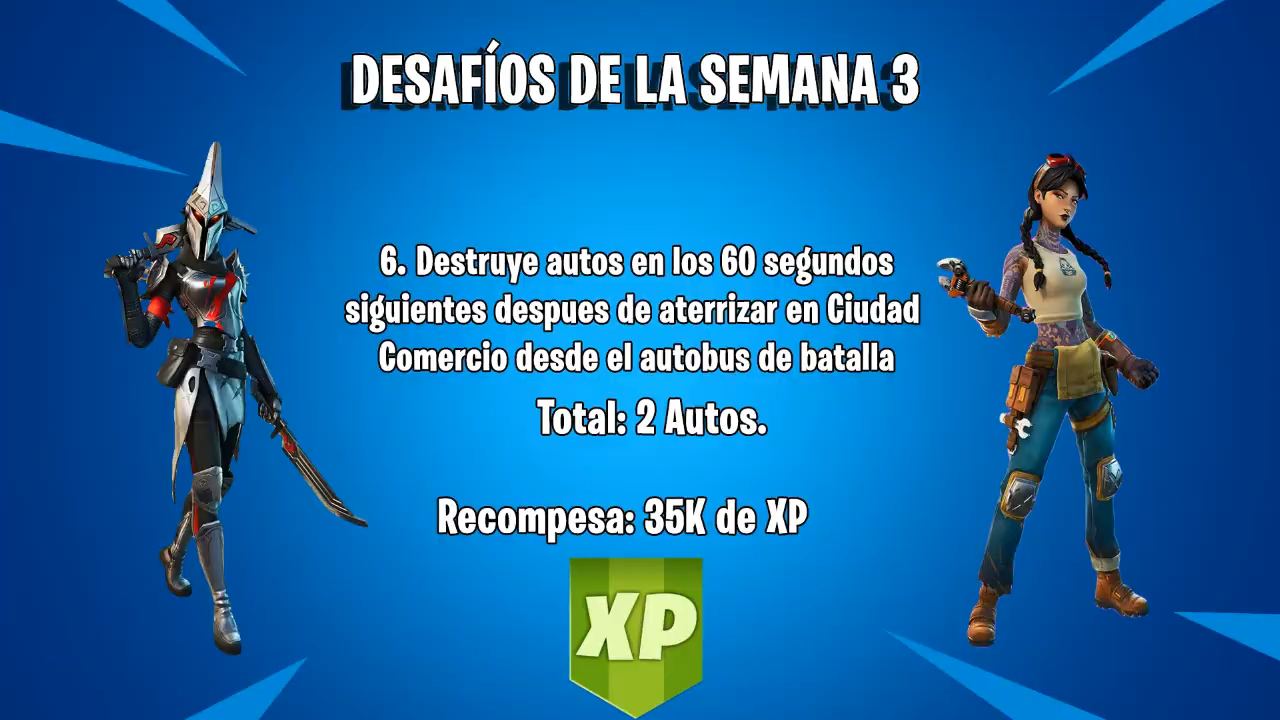 DESAFÍOS DE LA SEMANA 3
6. Destruye autos en los 60 segundos
siguientes despues de aterrizar en Ciudad
Comercio desde el autobus de batalla
Total: 2 Autos.
Recompesa: 35K de XP
XP